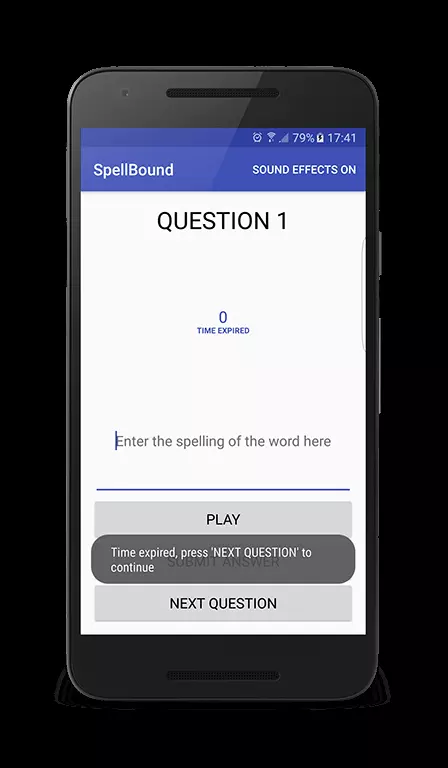 79% 17:41
SpellBound SOUND EFFECTS ON
QUESTION 1
0
TIME EXPIRED
Enter the spelling of the word here
PLAY
Time expired, press 'NEXT QUESTION' to
continue
SUBMIT ANSWER
NEXT QUESTION